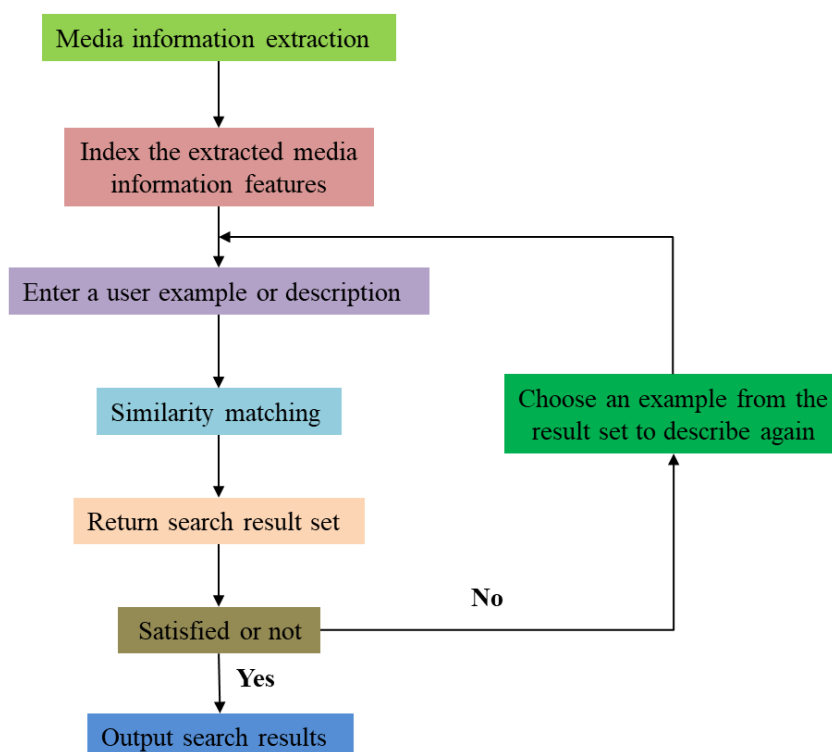 Media information extraction
Index the extracted media
information features
Enter a user example or description
Similarity matching
Choose an example from the
result set to describe again
Return search result set
No
Satisfied or not
Yes
Output search results